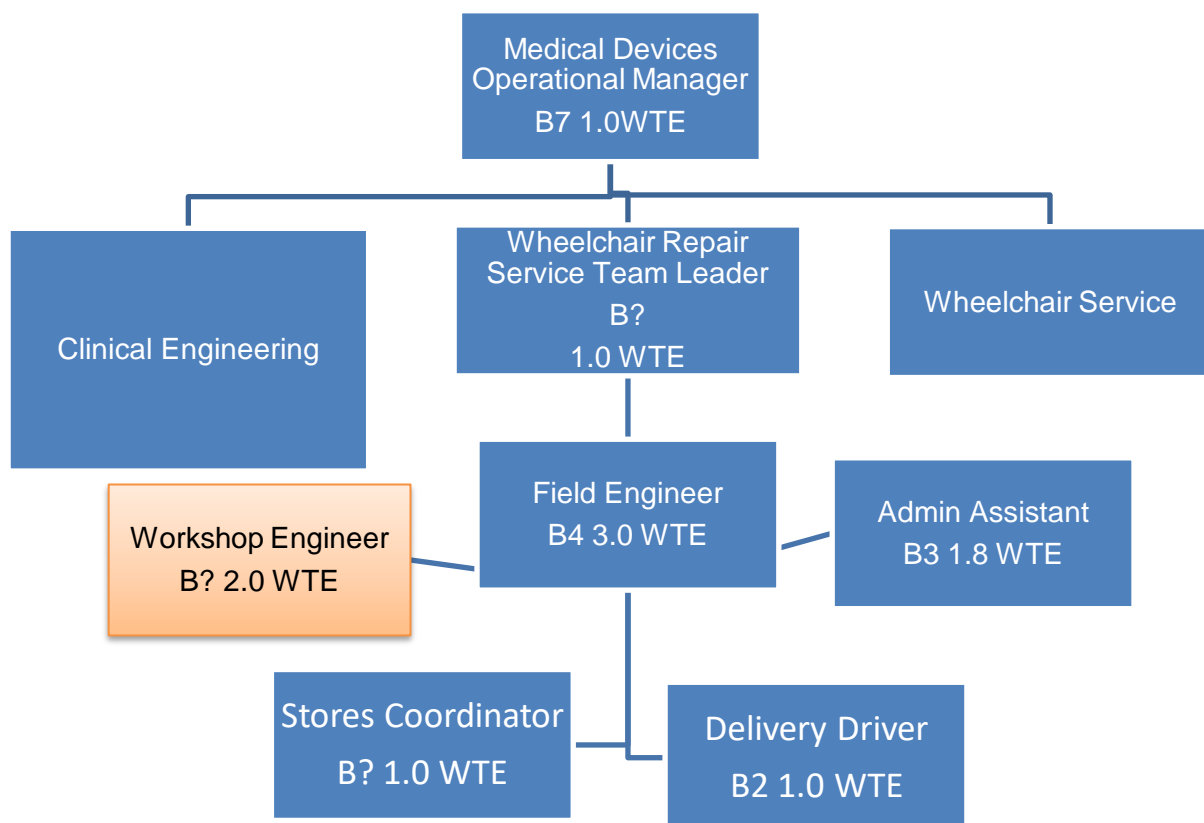 Medical Devices
Operational Manager
B7 1.0WTE
Clinical Engineering
Wheelchair Repair
Service Team Leader
B?
1.0 WTE
Wheelchair Service
Workshop Engineer
B? 2.0 WTE
Field Engineer
B4 3.0 WTE
Admin Assistant
B3 1.8 WTE
Stores Coordinator
B? 1.0 WTE
Delivery Driver
B2 1.0 WTE